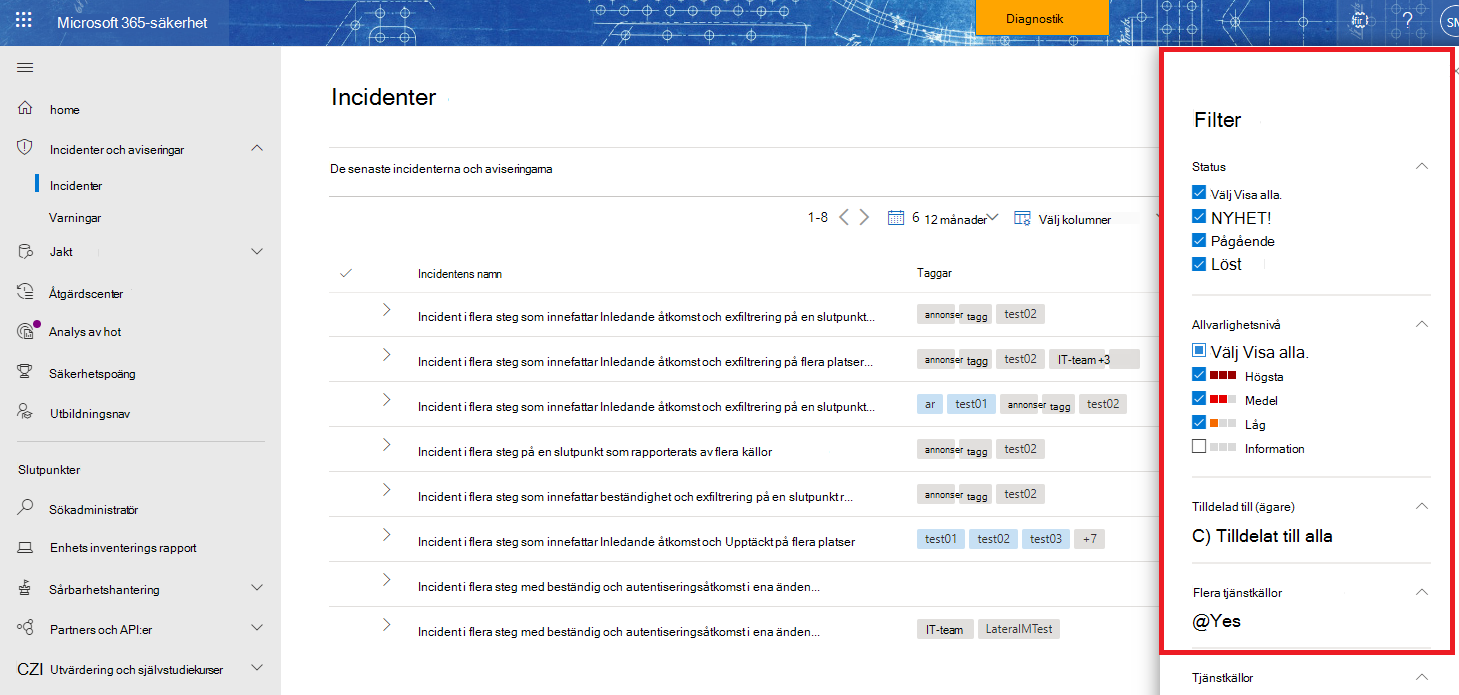 Microsoft 365-säkerhet
Diagnostik
?
SM
home
Incidenter och aviseringar
Incidenter
Varningar
Jakt
Åtgärdscenter
Analys av hot
Säkerhetspoäng
Utbildningsnav
Slutpunkter
Sökadministratör
Enhets inventerings rapport
Sårbarhetshantering
Partners och API:er
CZI Utvärdering och självstudiekurser
Incidenter
De senaste incidenterna och aviseringarna
1-8 6 12 månader Välj kolumner
Incidentens namn Taggar
Incident i flera steg som innefattar Inledande åtkomst och exfiltrering på en slutpunkt... annonser tagg test02
Incident i flera steg som innefattar Inledande åtkomst och exfiltrering på flera platser... annonser tagg test02 IT-team +3
Incident i flera steg som innefattar Inledande åtkomst och exfiltrering på en slutpunkt... ar test01 annonser tagg test02
Incident i flera steg på en slutpunkt som rapporterats av flera källor annonser tagg test02
Incident i flera steg som innefattar beständighet och exfiltrering på en slutpunkt r... annonser tagg test02
Incident i flera steg som innefattar Inledande åtkomst och Upptäckt på flera platser test01 test02 test03 +7
Incident i flera steg med beständig och autentiseringsåtkomst i ena änden...
Incident i flera steg med beständig och autentiseringsåtkomst i ena änden... IT-team LateralMTest
Filter
Status
Välj Visa alla.
NYHET!
Pågående
Löst
Allvarlighetsnivå
Välj Visa alla.
Högsta
Medel
Låg
Information
Tilldelad till (ägare)
C) Tilldelat till alla
Flera tjänstkällor
@Yes
Tjänstkällor